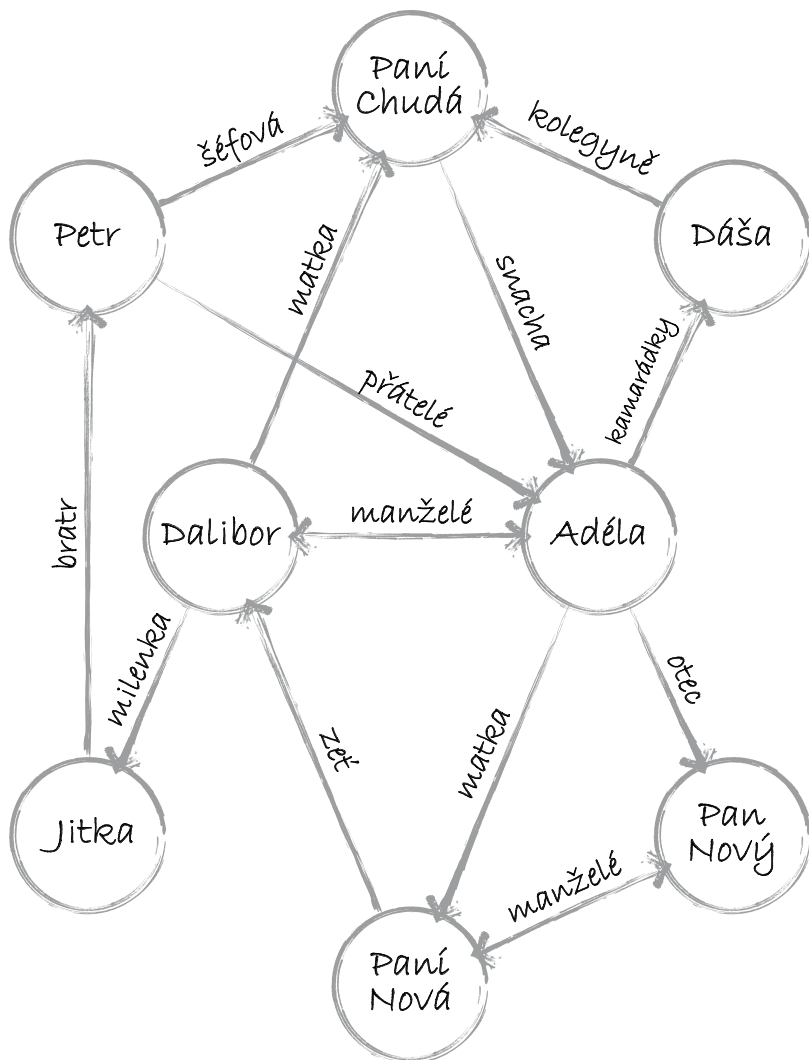 Paní
Chudá
šéfová
kolegyně
Petr
Dáša
matka
snacha
přátelé
kamarádky
Dalibor
manželé
Adéla
bratr
milenka
zeť
matka
otec
Jitka
Pan
Nový
manželé
Paní
Nová